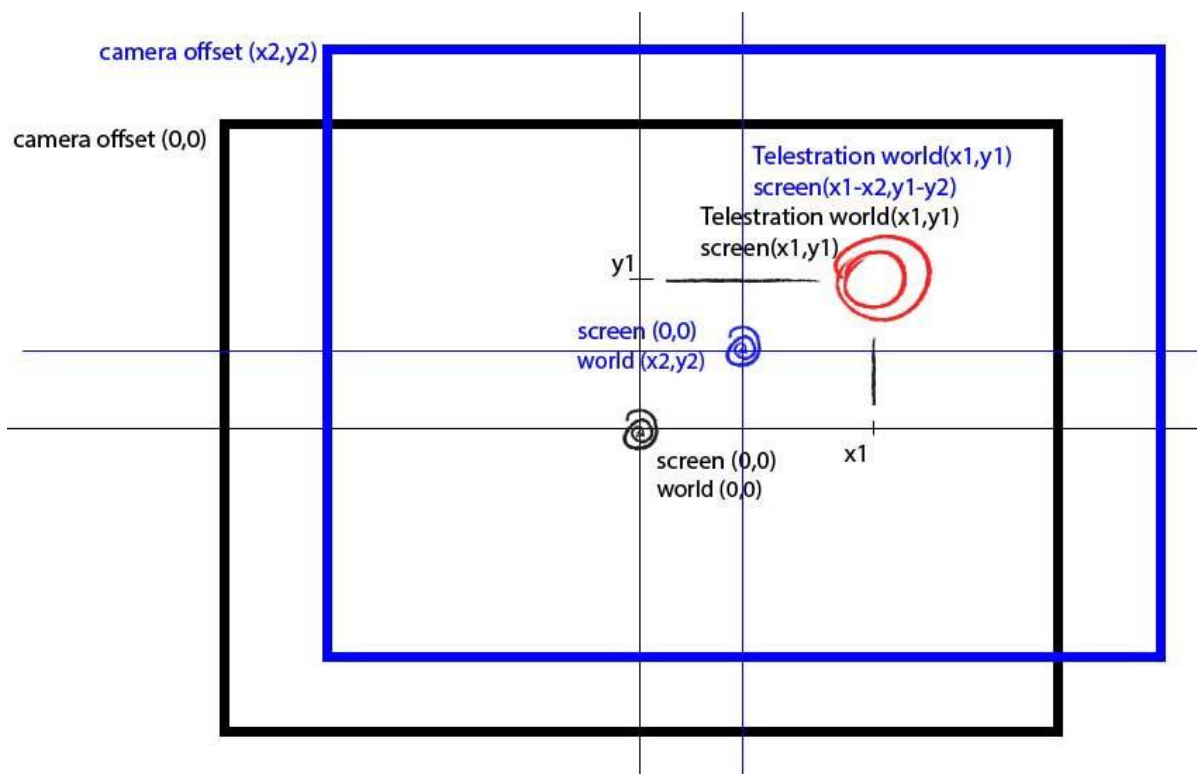 camera offset (x2,y2)
camera offset (0,0)
Telestration world(x1,y1)
screen(x1-x2,y1-y2)
Telestration world(x1,y1)
screen(x1,y1)
y1
screen (0,0)
world (x2,y2)
x1
screen (0,0)
world (0,0)